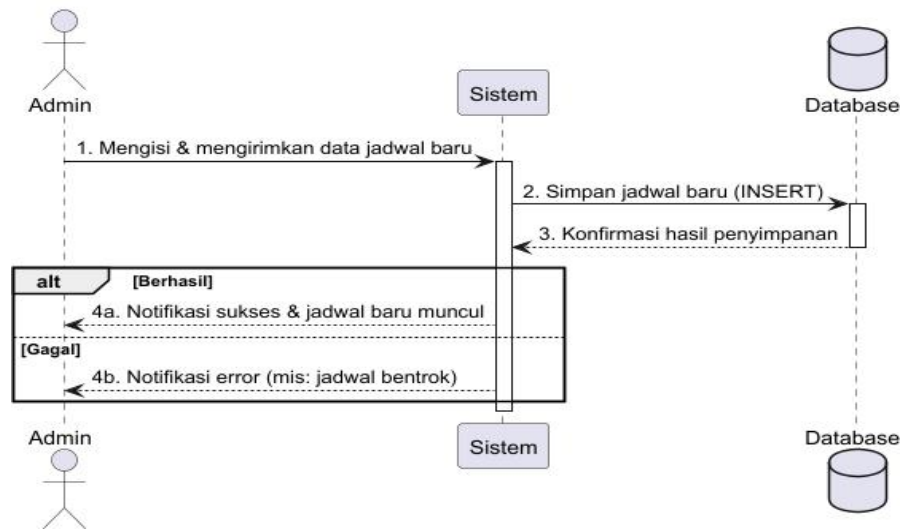 Admin
Sistem
Database
1. Mengisi & mengirimkan data jadwal baru
2. Simpan jadwal baru (INSERT)
3. Konfirmasi hasil penyimpanan
alt [Berhasil]
4a. Notifikasi sukses & jadwal baru muncul
[Gagal]
4b. Notifikasi error (mis: jadwal bentrok)
Admin
Sistem
Database